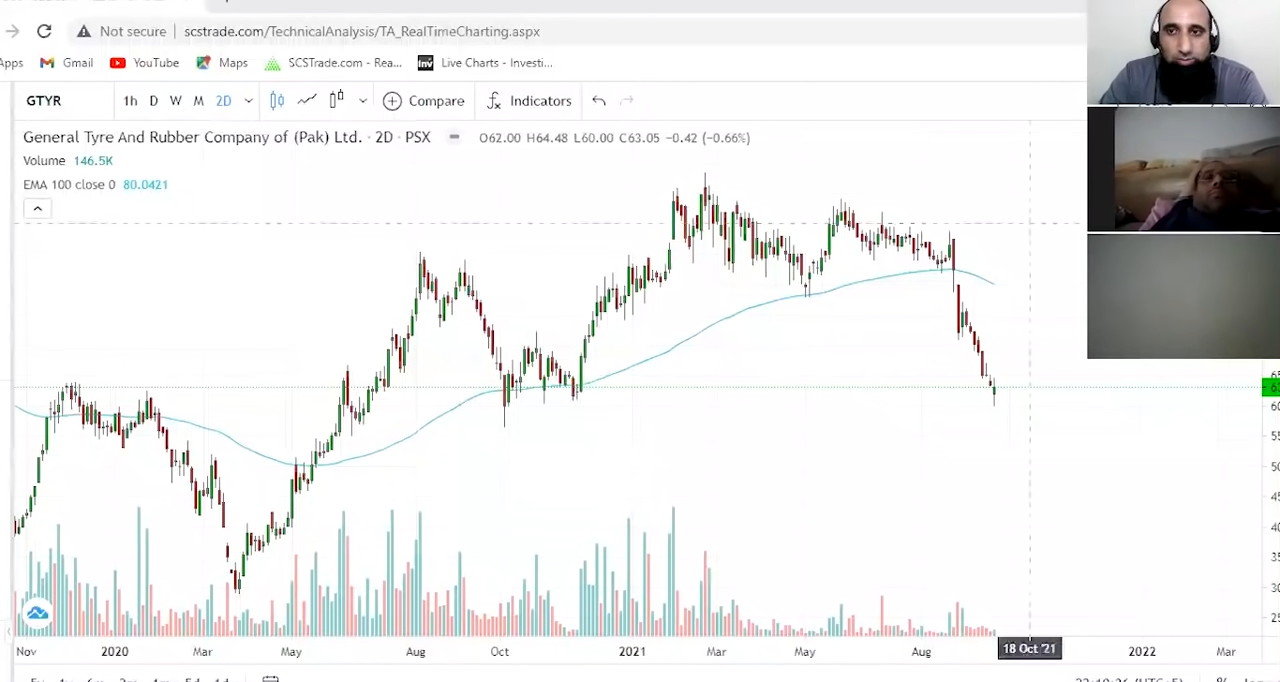 Not secure scstrade.com/TechnicalAnalysis/TA_RealTimeCharting.aspx
Apps Gmail YouTube Maps SCSTrade.com - Rea... Inv Live Charts - Investi...
GTYR 1h D W M 2D Compare Indicators
General Tyre And Rubber Company of (Pak) Ltd. · 2D · PSX O62.00 H64.48 L60.00 C63.05 −0.42 (−0.66%)
Volume 146.5K
EMA 100 close 0 80.0421
Nov 2020 Mar May Aug Oct 2021 Mar May Aug 18 Oct '21 2022 Mar